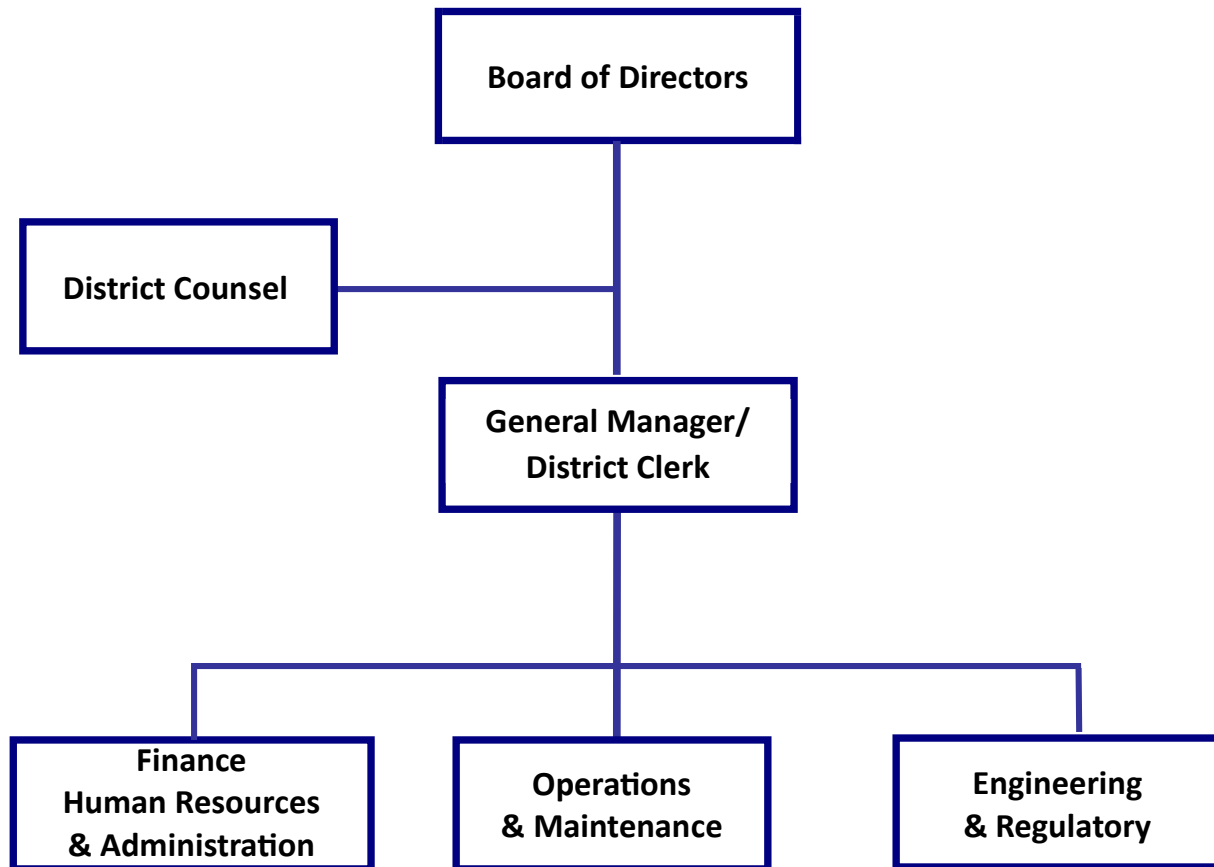 Board of Directors
District Counsel
General Manager/
District Clerk
Finance
Human Resources
& Administration
Operations
& Maintenance
Engineering
& Regulatory